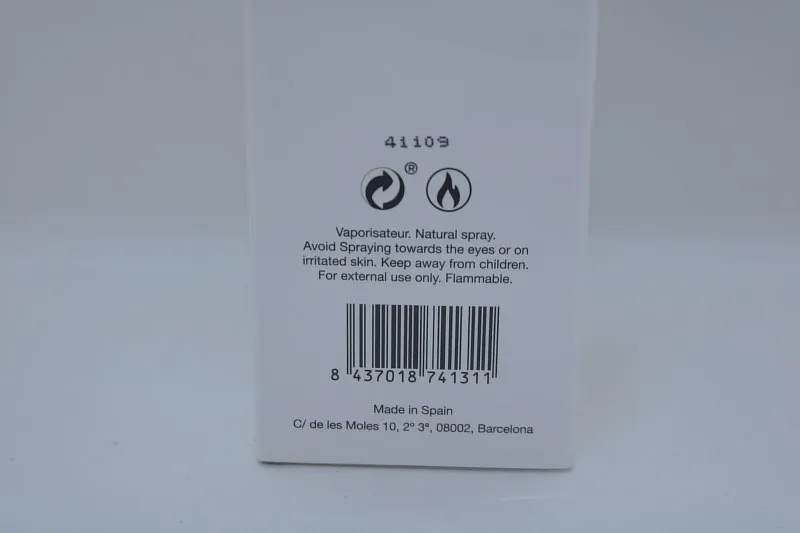 41109
®
Vaporisateur. Natural spray.
Avoid Spraying towards the eyes or on
irritated skin. Keep away from children.
For external use only. Flammable.
8 437018 741311
Made in Spain
C/ de les Moles 10, 2º 3ª, 08002, Barcelona